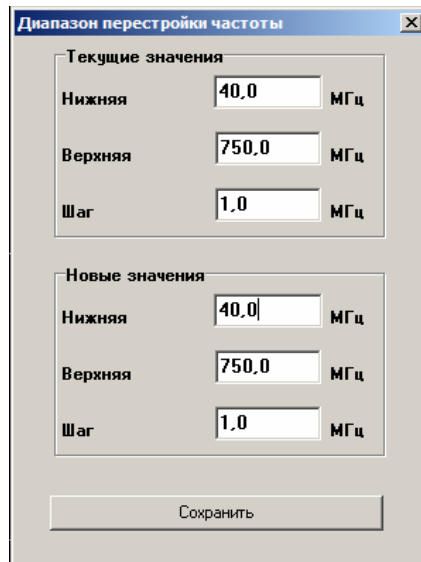 Диапазон перестройки частоты
Текущие значения
Нижняя 40,0 МГц
Верхняя 750,0 МГц
Шаг 1,0 МГц
Новые значения
Нижняя 40,0 МГц
Верхняя 750,0 МГц
Шаг 1,0 МГц
Сохранить